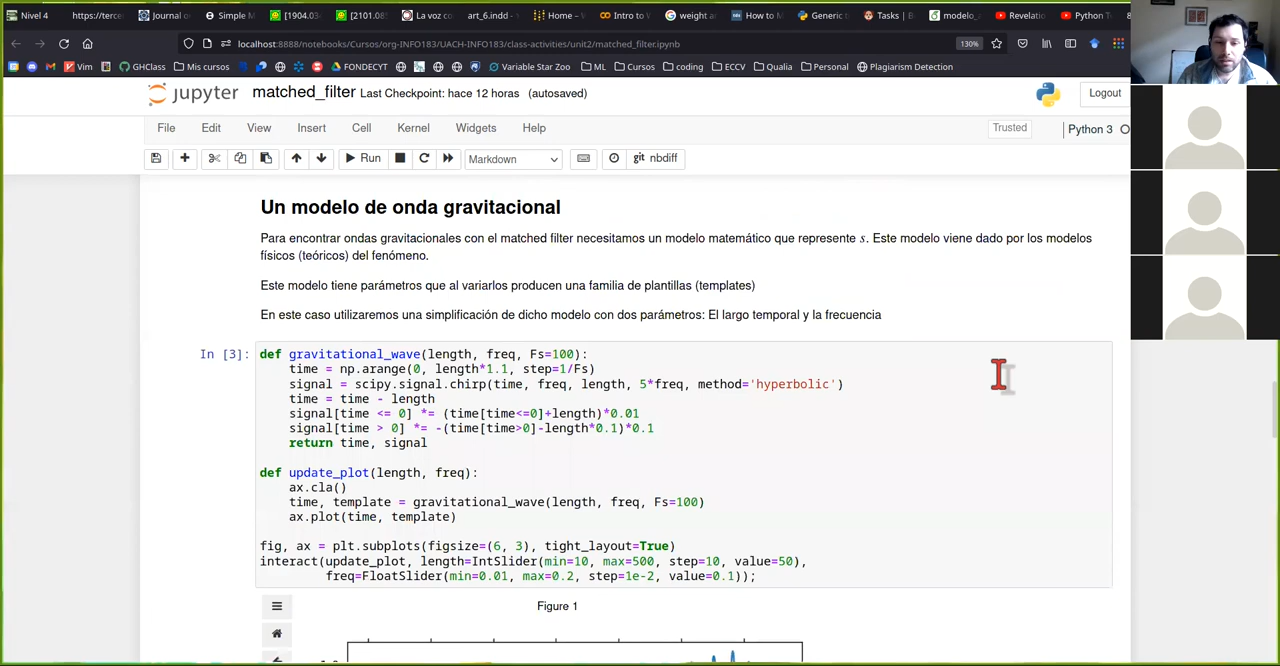 Nivel 4
https://tercer
Journal o
Simple M
[1904.034
[2101.085
La voz co
art_6.indd -
Home -
Intro to
weight a
How to M
Generic ty
Tasks | B
modelo_
Revelatio
Python T
localhost:8888/notebooks/Cursos/org-INFO183/UACH-INFO183/class-activities/unit2/matched_filter.ipynb
130%
Vim
GHClass
Mis cursos
FONDECYT
Variable Star Zoo
ML
Cursos
coding
ECCV
Qualia
Personal
Plagiarism Detection
jupyter matched_filter Last Checkpoint: hace 12 horas (autosaved)
Logout
File Edit View Insert Cell Kernel Widgets Help
Trusted
Python 3
Run
Markdown
git nbdiff
Un modelo de onda gravitacional
Para encontrar ondas gravitacionales con el matched filter necesitamos un modelo matemático que represente s. Este modelo viene dado por los modelos
físicos (teóricos) del fenómeno.
Este modelo tiene parámetros que al variarlos producen una familia de plantillas (templates)
En este caso utilizaremos una simplificación de dicho modelo con dos parámetros: El largo temporal y la frecuencia
In [3]:
def gravitational_wave(length, freq, Fs=100):
    time = np.arange(0, length*1.1, step=1/Fs)
    signal = scipy.signal.chirp(time, freq, length, 5*freq, method='hyperbolic')
    time = time - length
    signal[time <= 0] *= (time[time<=0]+length)*0.01
    signal[time > 0] *= -(time[time>0]-length*0.1)*0.1
    return time, signal
def update_plot(length, freq):
    ax.cla()
    time, template = gravitational_wave(length, freq, Fs=100)
    ax.plot(time, template)
fig, ax = plt.subplots(figsize=(6, 3), tight_layout=True)
interact(update_plot, length=IntSlider(min=10, max=500, step=10, value=50),
         freq=FloatSlider(min=0.01, max=0.2, step=1e-2, value=0.1));
Figure 1